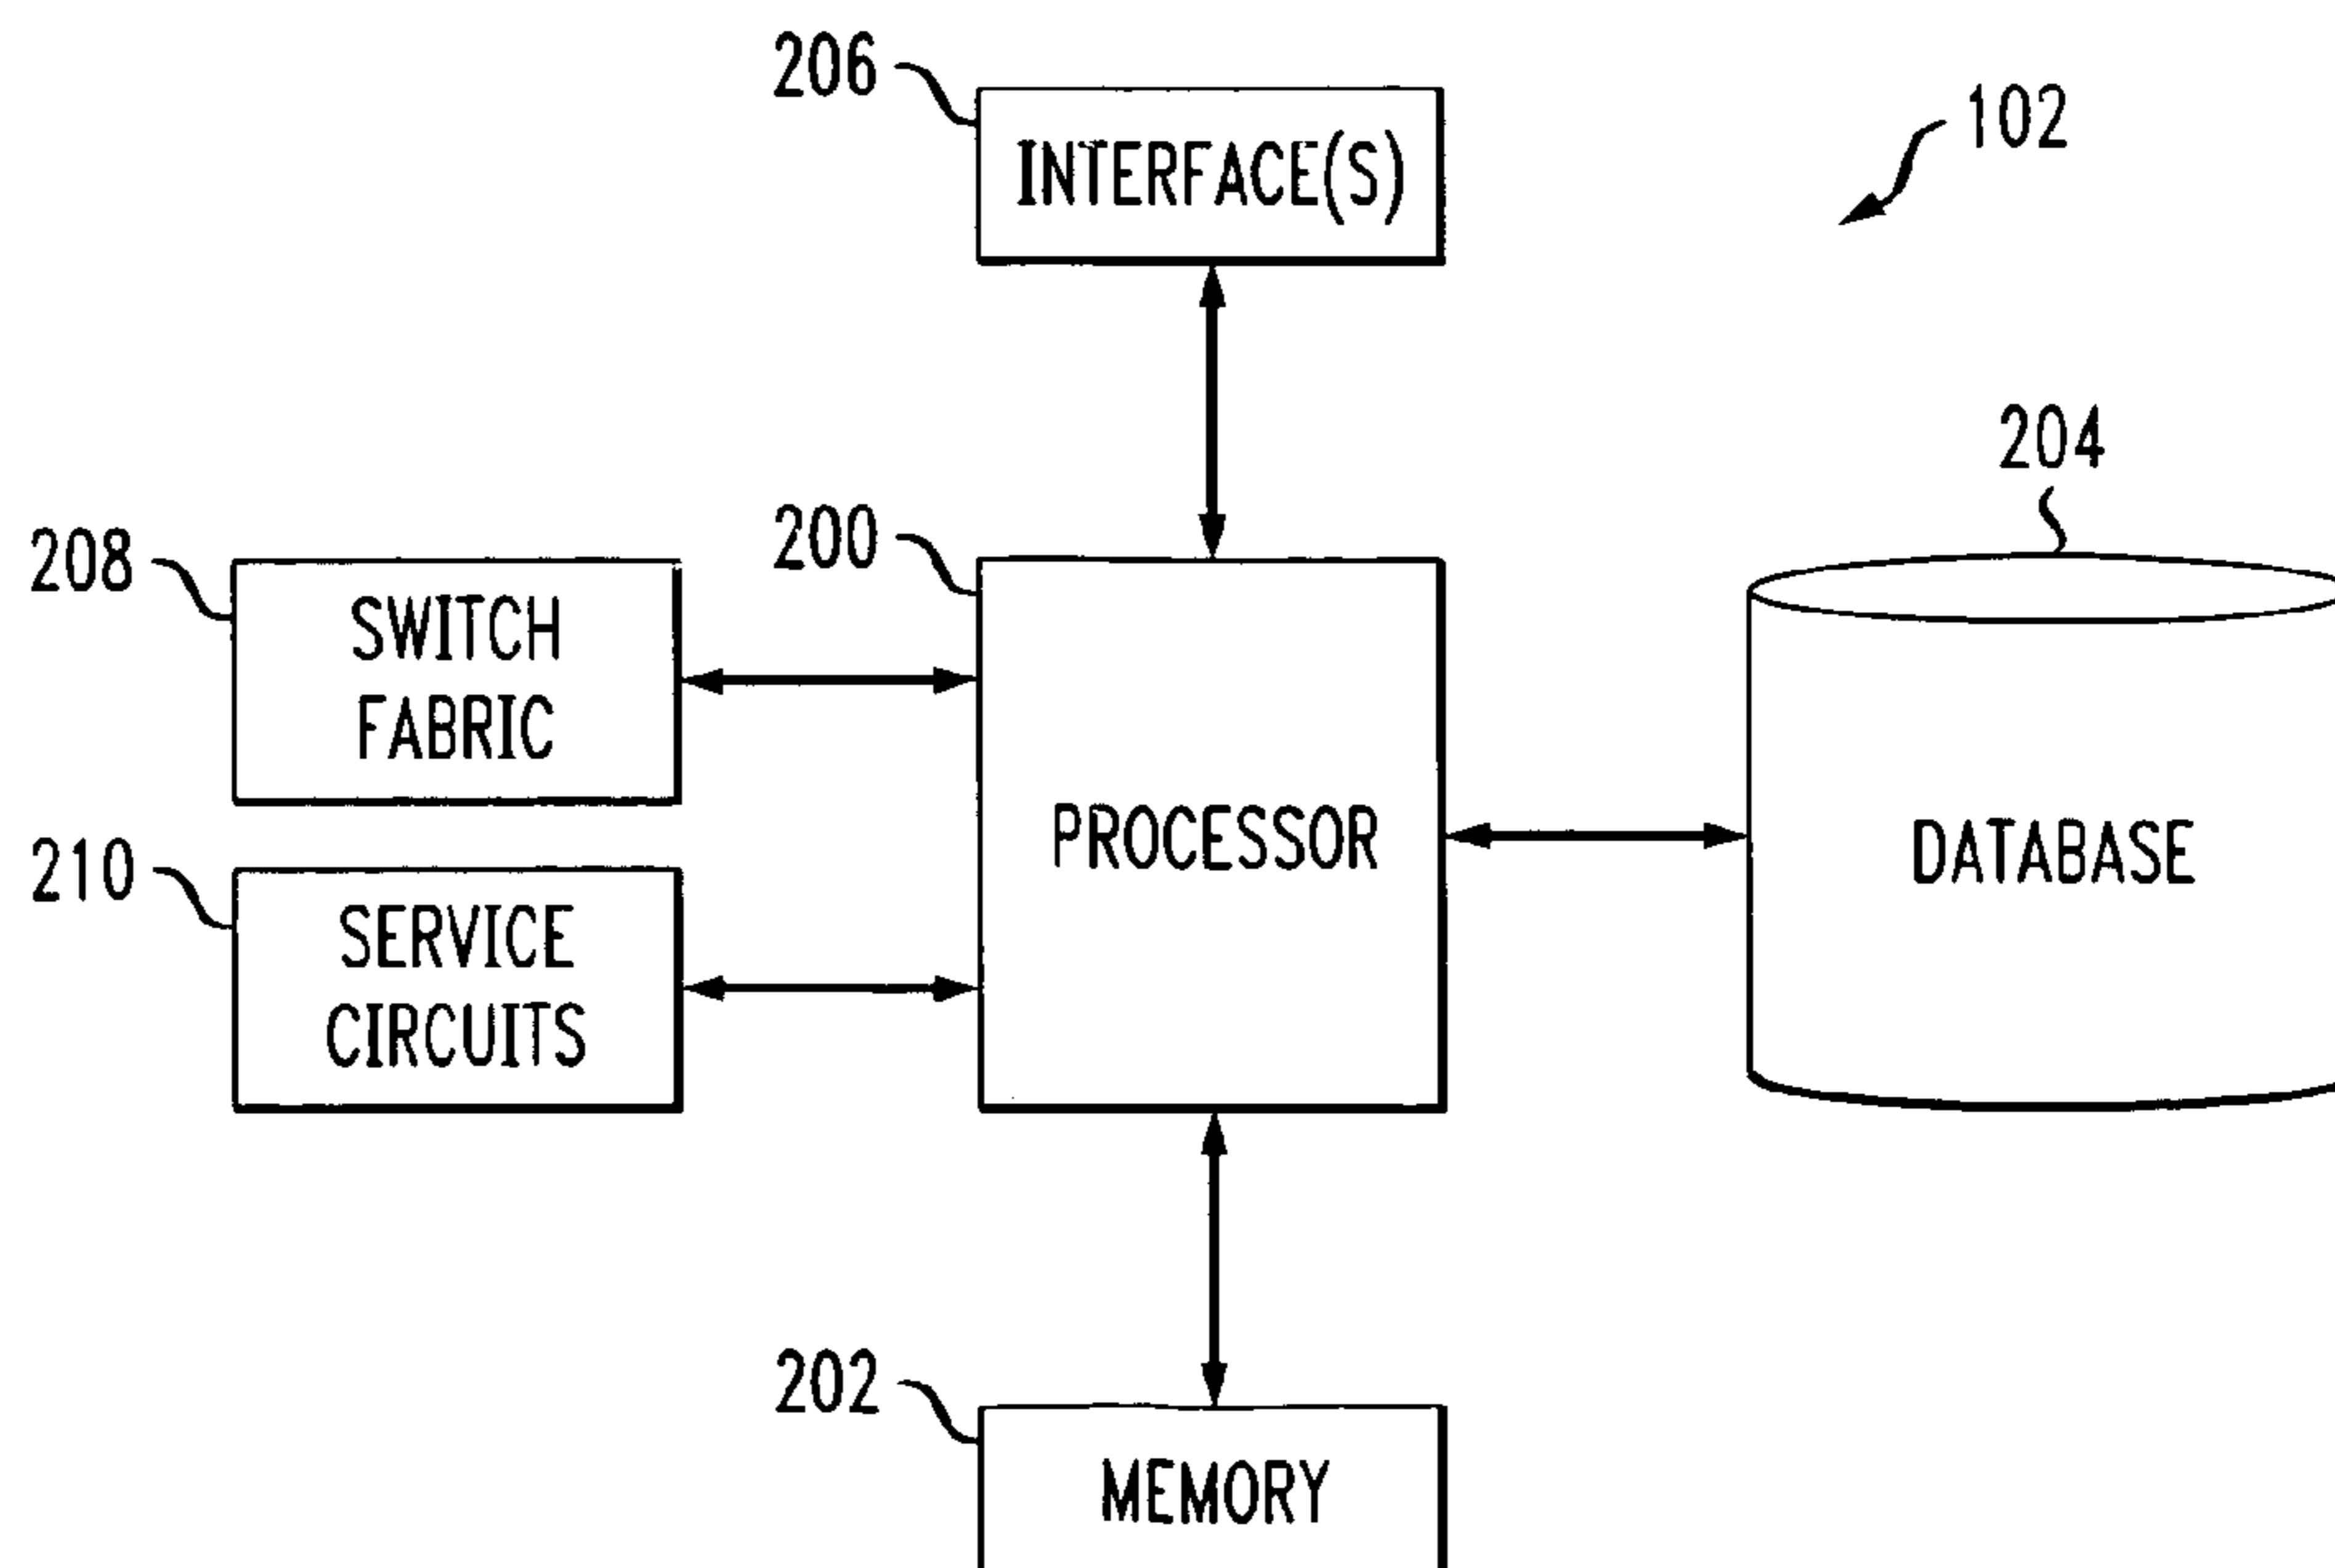 206
INTERFACE(S)
102
204
200
208
SWITCH
FABRIC
PROCESSOR
DATABASE
210
SERVICE
CIRCUITS
202
MEMORY